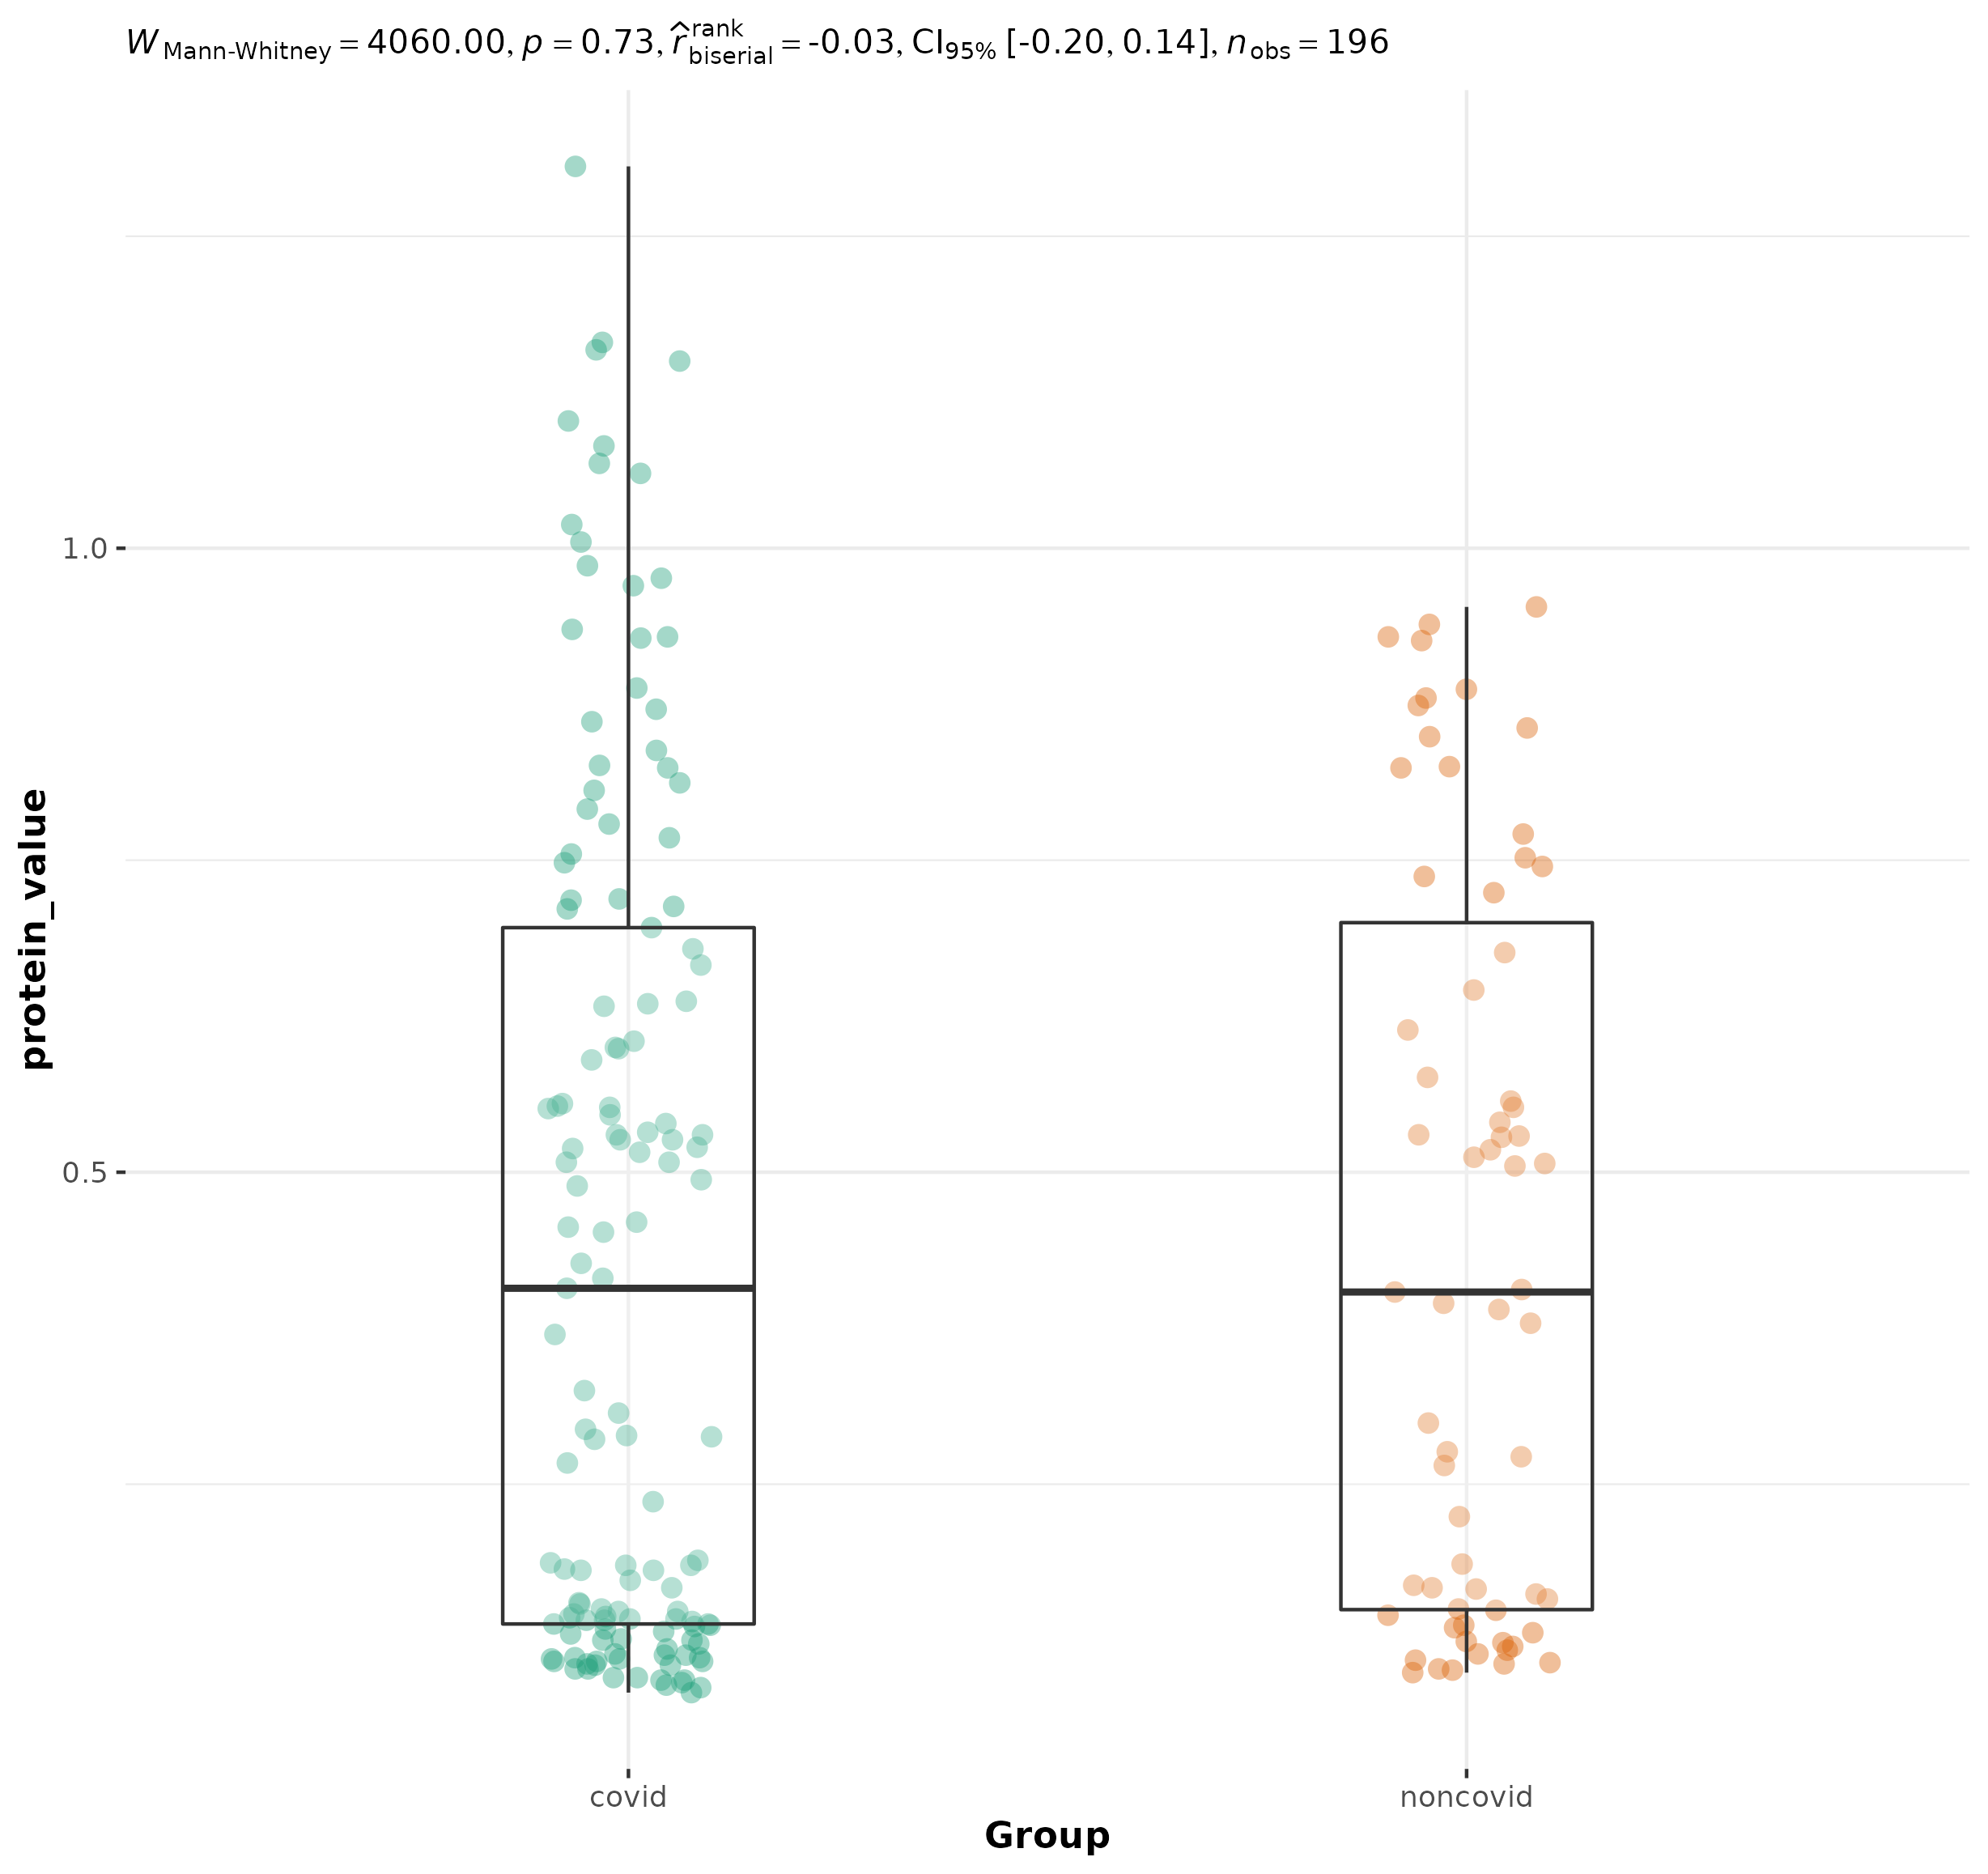 W Mann-Whitney = 4060.00, p = 0.73, r̂ rank biserial = -0.03, CI95% [-0.20, 0.14], nobs = 196
1.0
0.5
protein_value
covid noncovid
Group